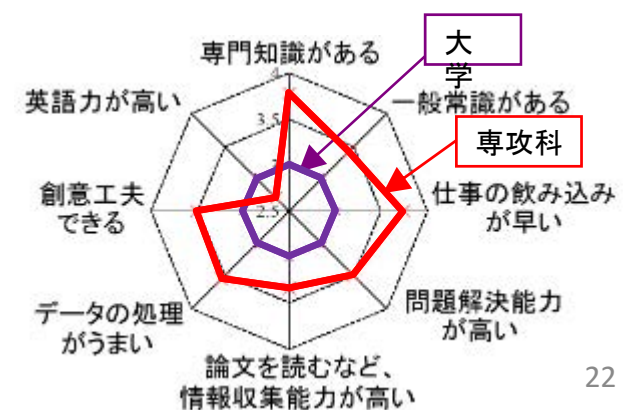 大
学
専門知識がある
4
英語力が高い
一般常識がある
3.5
専攻科
創意工夫
できる
2.5
仕事の飲み込み
が早い
データの処理
がうまい
問題解決能力
が高い
論文を読むなど、
情報収集能力が高い
22